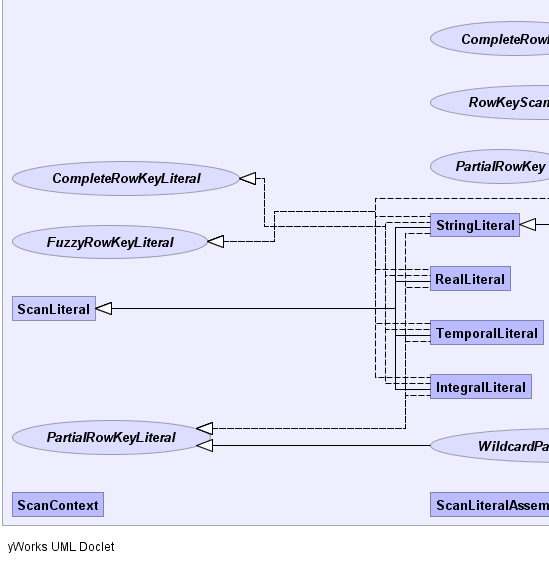 CompleteRow
RowKeyScan
CompleteRowKeyLiteral
PartialRowKey
StringLiteral
FuzzyRowKeyLiteral
RealLiteral
ScanLiteral
TemporalLiteral
IntegralLiteral
PartialRowKeyLiteral
WildcardPa
ScanContext
ScanLiteralAssem
yWorks UML Doclet